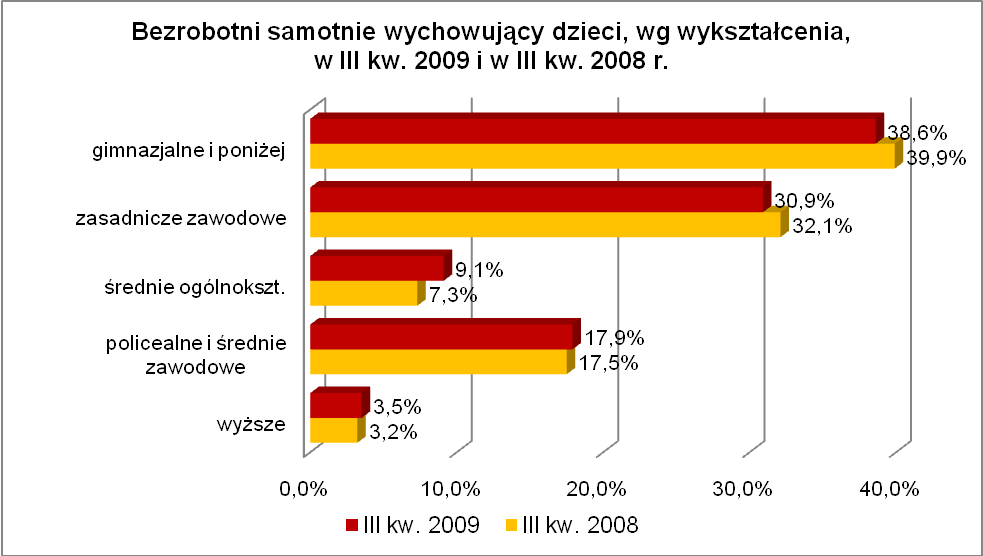 Bezrobotni samotnie wychowujący dzieci, wg wykształcenia,
w III kw. 2009 i w III kw. 2008 r.
gimnazjalne i poniżej
38,6%
39,9%
zasadnicze zawodowe
30,9%
32,1%
średnie ogólnokszt.
9,1%
7,3%
policealne i średnie
zawodowe
17,9%
17,5%
wyższe
3,5%
3,2%
0,0% 10,0% 20,0% 30,0% 40,0%
III kw. 2009 III kw. 2008